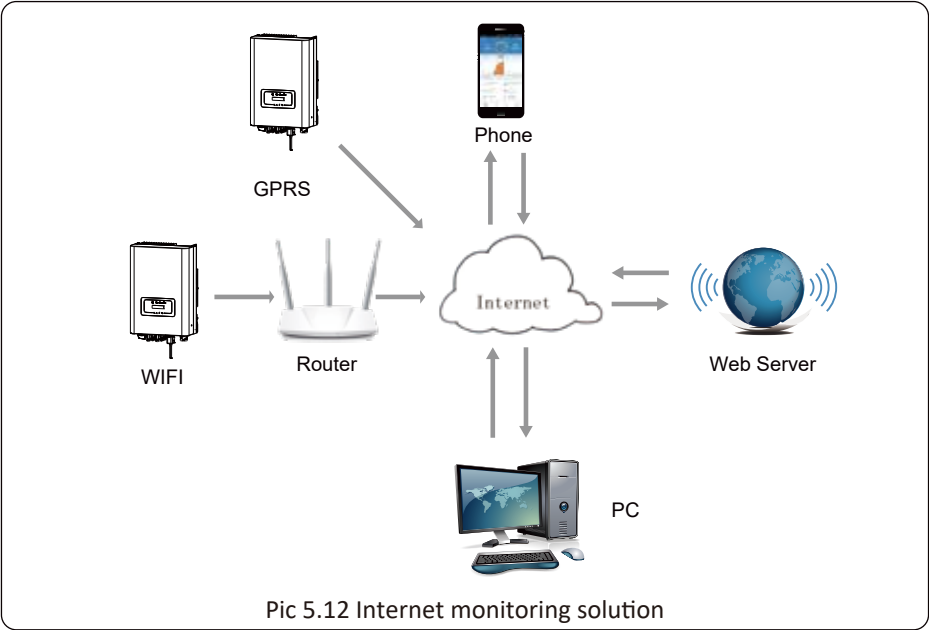 Phone
GPRS
Internet
WIFI
Router
Web Server
PC
Pic 5.12 Internet monitoring solution